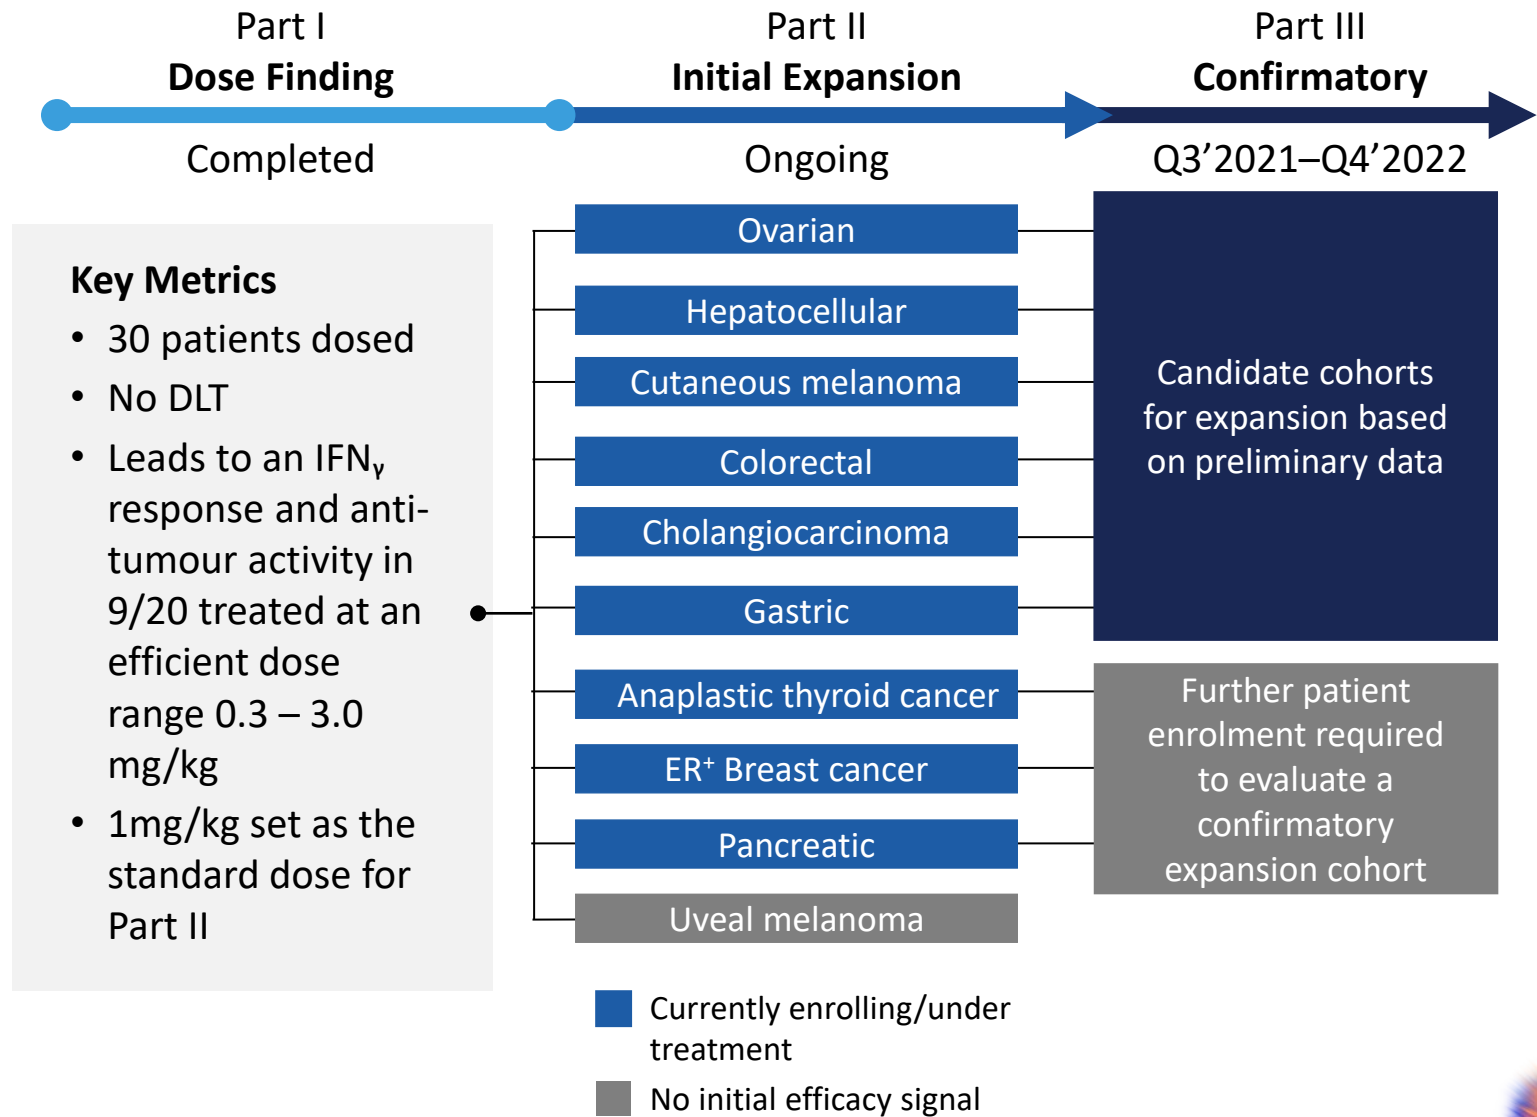 Part I
Dose Finding
Completed
Part II
Initial Expansion
Ongoing
Part III
Confirmatory
Q3’2021–Q4’2022
Key Metrics
• 30 patients dosed
• No DLT
• Leads to an IFNγ
response and anti-
tumour activity in
9/20 treated at an
efficient dose
range 0.3 – 3.0
mg/kg
• 1mg/kg set as the
standard dose for
Part II
Ovarian
Hepatocellular
Cutaneous melanoma
Colorectal
Cholangiocarcinoma
Gastric
Anaplastic thyroid cancer
ER⁺ Breast cancer
Pancreatic
Uveal melanoma
Candidate cohorts
for expansion based
on preliminary data
Further patient
enrolment required
to evaluate a
confirmatory
expansion cohort
Currently enrolling/under
treatment
No initial efficacy signal